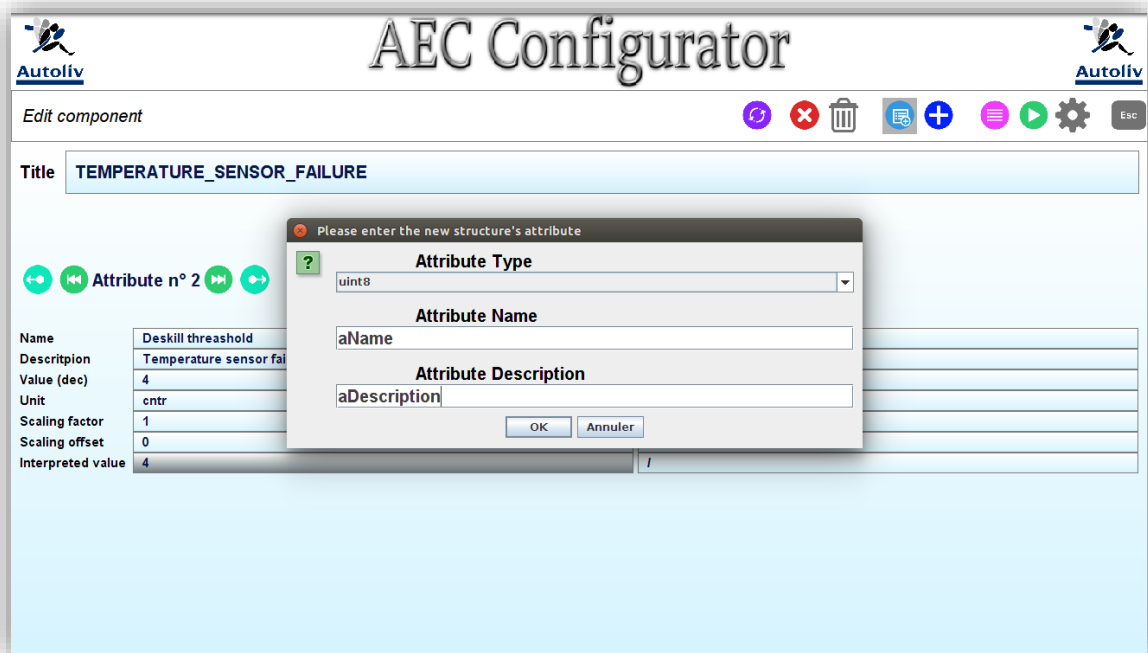 AEC Configurator
Autoliv
Autoliv
Edit component
Esc
Title TEMPERATURE_SENSOR_FAILURE
Please enter the new structure's attribute
?
Attribute Type
uint8
Attribute Name
aName
Attribute Description
aDescription
OK Annuler
Attribute n° 2
Name Deskill threashold
Descritpion Temperature sensor fai
Value (dec) 4
Unit cntr
Scaling factor 1
Scaling offset 0
Interpreted value 4 /